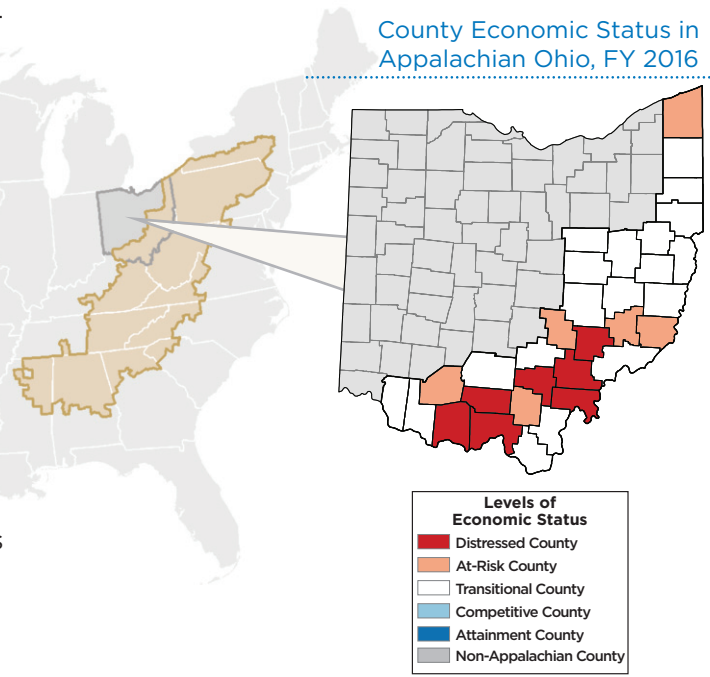 County Economic Status in
Appalachian Ohio, FY 2016
Levels of
Economic Status
Distressed County
At-Risk County
Transitional County
Competitive County
Attainment County
Non-Appalachian County